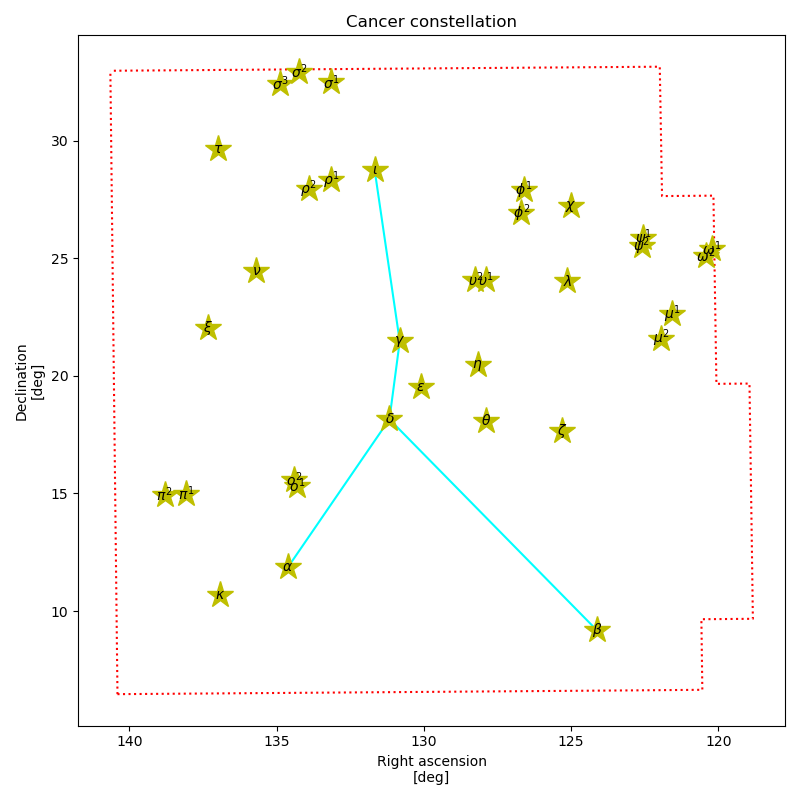 Cancer constellation
σ³ σ² σ¹
τ
ρ² ρ¹ ι
ϕ¹ χ
ϕ²
ψ¹
ψ² ω² ω¹
ν υ² υ¹ λ
ξ μ¹
γ μ²
ε η
δ θ ζ
π² π¹ ο² ο¹
α
κ
β
30
25
20
15
10
Declination
[deg]
140 135 130 125 120
Right ascension
[deg]